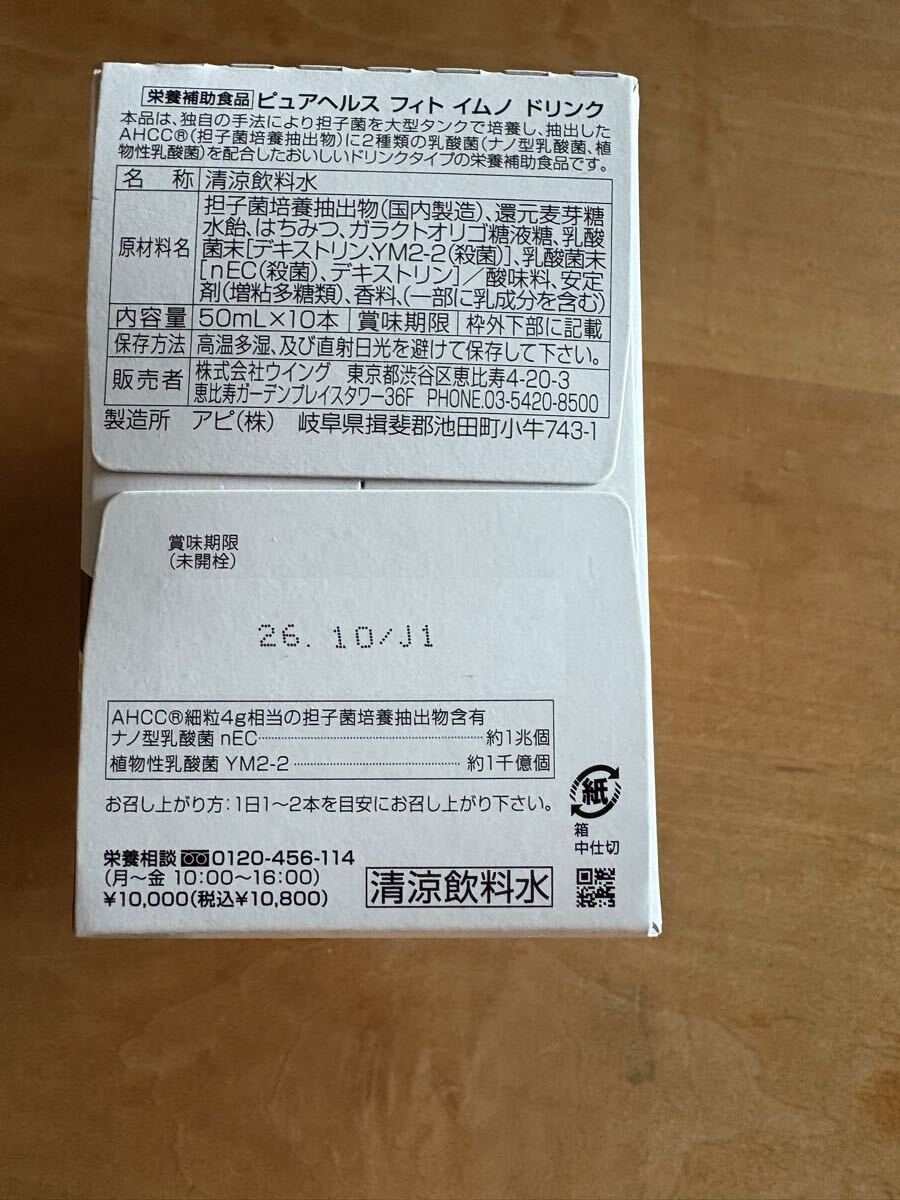 栄養補助食品 ピュアヘルス フィト イムノ ドリンク
本品は、独自の手法により担子菌を大型タンクで培養し、抽出した
AHCC®(担子菌培養抽出物)に2種類の乳酸菌(ナノ型乳酸菌、植
物性乳酸菌)を配合したおいしいドリンクタイプの栄養補助食品です。
名 称 清涼飲料水
原材料名 担子菌培養抽出物(国内製造)、還元麦芽糖
水飴、はちみつ、ガラクトオリゴ糖液糖、乳酸
菌末[デキストリン、YM2-2(殺菌)]、乳酸菌末
[nEC(殺菌)、デキストリン]/酸味料、安定
剤(増粘多糖類)、香料、(一部に乳成分を含む)
内容量 50mL×10本 賞味期限 枠外下部に記載
保存方法 高温多湿、及び直射日光を避けて保存して下さい。
販売者 株式会社ウイング 東京都渋谷区恵比寿4-20-3
恵比寿ガーデンプレイスタワー36F PHONE.03-5420-8500
製造所 アピ(株) 岐阜県揖斐郡池田町小牛743-1
賞味期限
(未開栓)
26. 10/J1
AHCC®細粒4g相当の担子菌培養抽出物含有
ナノ型乳酸菌 nEC 約1兆個
植物性乳酸菌 YM2-2 約1千億個
お召し上がり方:1日1~2本を目安にお召し上がり下さい。
紙
箱
中仕切
栄養相談 0120-456-114
(月~金 10:00~16:00)
¥10,000(税込¥10,800)
清涼飲料水